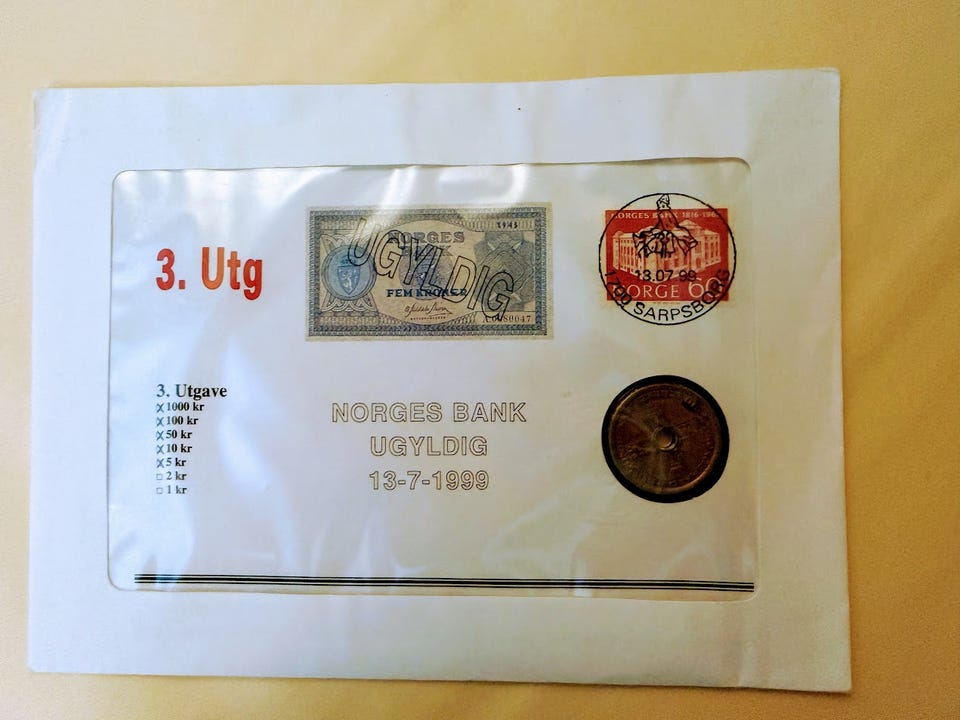 3. Utg
NORGES
FEM KRONER
UGYLDIG
NORGES BANK 1816-1966
13.07.99
NORGE 60
1700 SARPSBORG
3. Utgave
1000 kr
100 kr
50 kr
10 kr
5 kr
2 kr
1 kr
NORGES BANK
UGYLDIG
13-7-1999